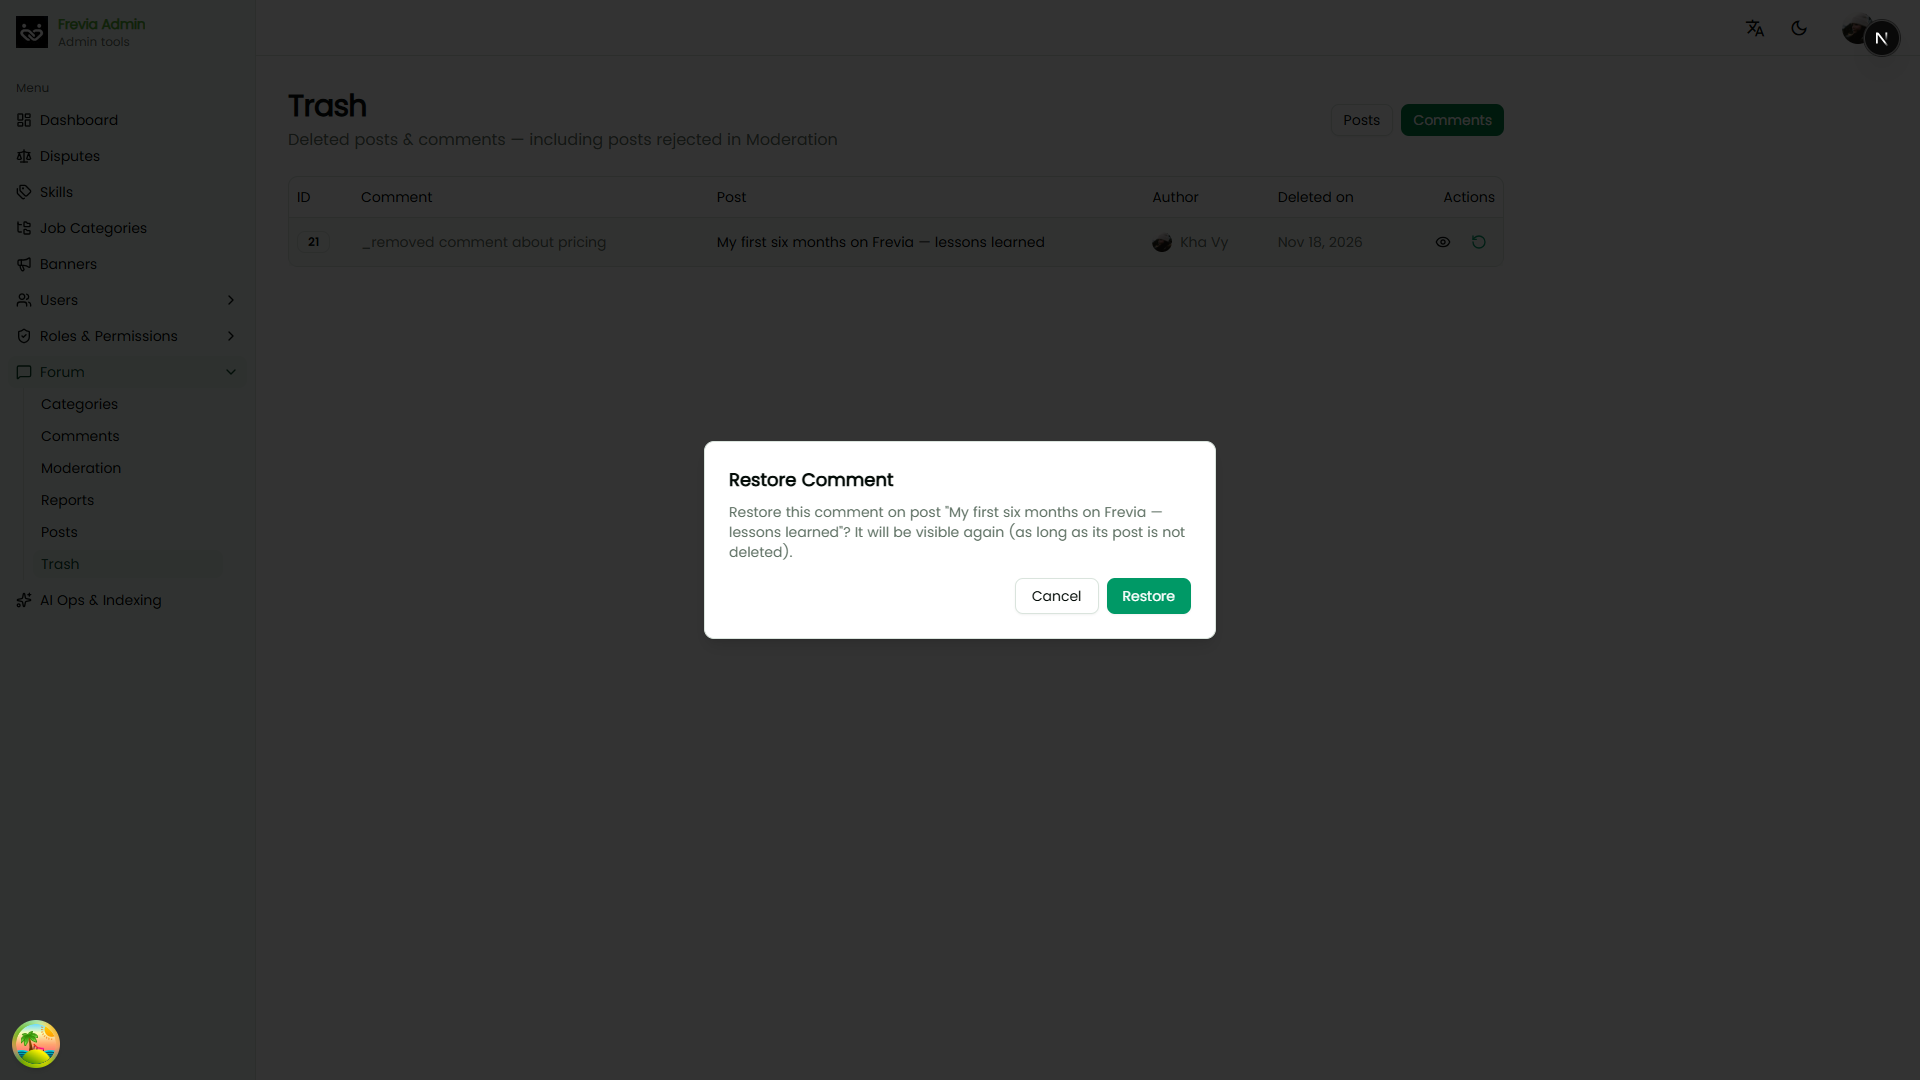 Frevia Admin
Admin tools
N
Menu
Dashboard
Disputes
Skills
Job Categories
Banners
Users
Roles & Permissions
Forum
Categories
Comments
Moderation
Reports
Posts
Trash
AI Ops & Indexing
Trash
Deleted posts & comments — including posts rejected in Moderation
Posts Comments
ID Comment Post Author Deleted on Actions
21 _removed comment about pricing My first six months on Frevia — lessons learned Kha Vy Nov 18, 2026
Restore Comment
Restore this comment on post "My first six months on Frevia —
lessons learned"? It will be visible again (as long as its post is not
deleted).
Cancel Restore